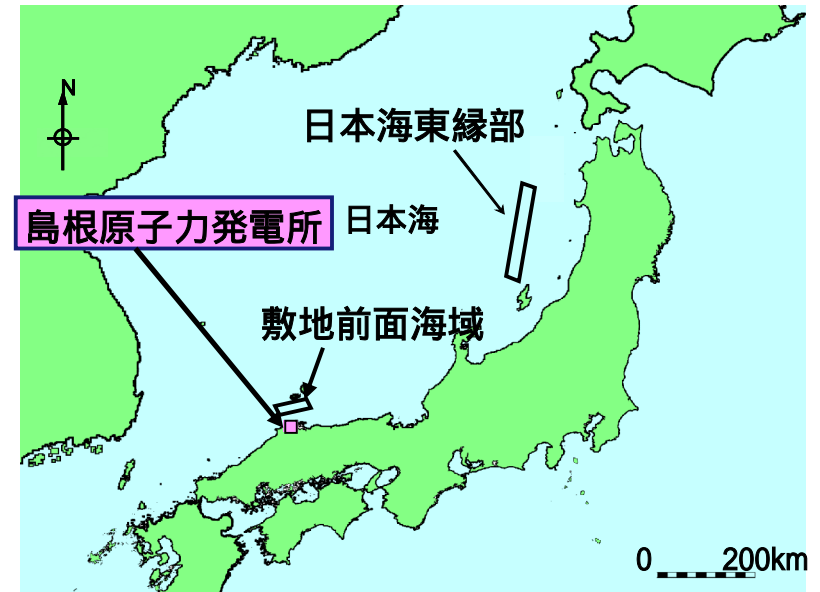 N
日本海東縁部
島根原子力発電所
日本海
敷地前面海域
0 200km